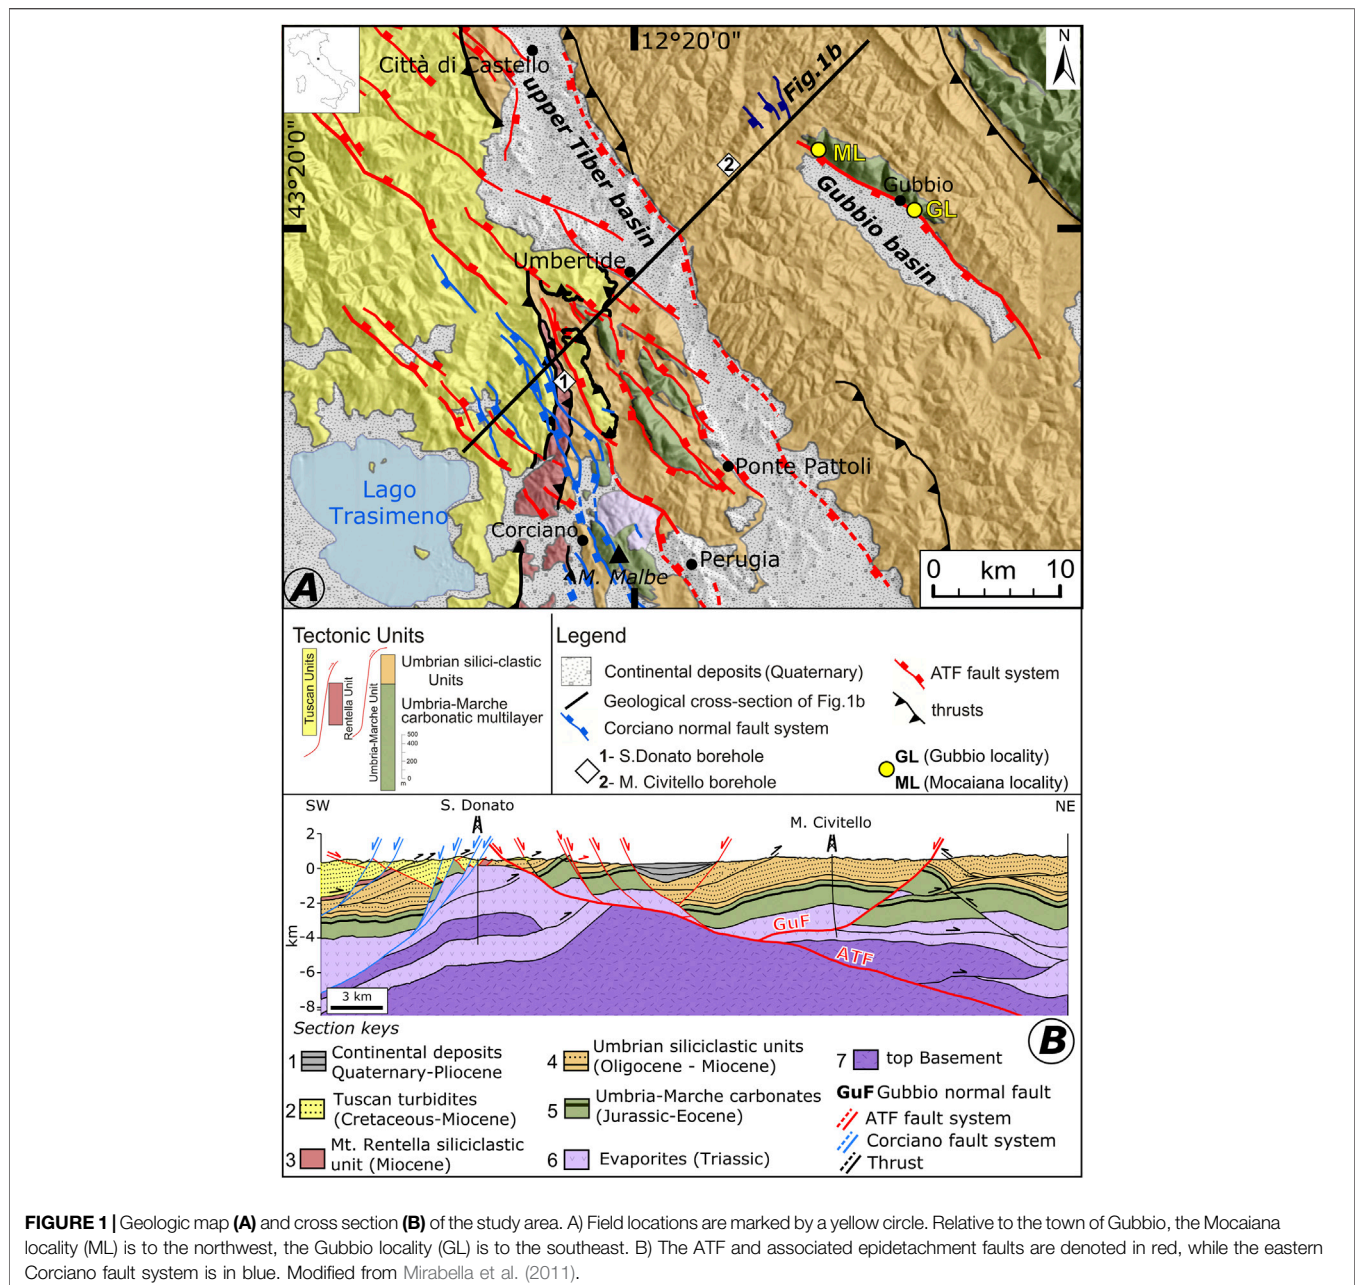 12°20'0"
N
Città di Castello
Fig.1b
upper Tiber basin
2
ML
43°20'0"
Gubbio
GL
Gubbio basin
Umbertide
1
Ponte Pattoli
Lago
Trasimeno
Corciano
Perugia
M. Malbe
0 km 10
A
Tectonic Units
Tuscan Units
Rentella Unit
Umbria-Marche Unit
Umbrian silici-clastic
Units
Umbria-Marche
carbonatic multilayer
500
400
200
0
m
Legend
Continental deposits (Quaternary)
Geological cross-section of Fig.1b
Corciano normal fault system
1- S.Donato borehole
2- M. Civitello borehole
ATF fault system
thrusts
GL (Gubbio locality)
ML (Mocaiana locality)
SW
S. Donato
M. Civitello
NE
2
0
-2
-4
-6
-8
km
GuF
ATF
3 km
B
Section keys
1 Continental deposits
Quaternary-Pliocene
2 Tuscan turbidites
(Cretaceous-Miocene)
3 Mt. Rentella siliciclastic
unit (Miocene)
4 Umbrian siliciclastic units
(Oligocene - Miocene)
5 Umbria-Marche carbonates
(Jurassic-Eocene)
6 Evaporites (Triassic)
7 top Basement
GuF Gubbio normal fault
ATF fault system
Corciano fault system
Thrust
FIGURE 1 | Geologic map (A) and cross section (B) of the study area. A) Field locations are marked by a yellow circle. Relative to the town of Gubbio, the Mocaiana
locality (ML) is to the northwest, the Gubbio locality (GL) is to the southeast. B) The ATF and associated epidetachment faults are denoted in red, while the eastern
Corciano fault system is in blue. Modified from Mirabella et al. (2011).